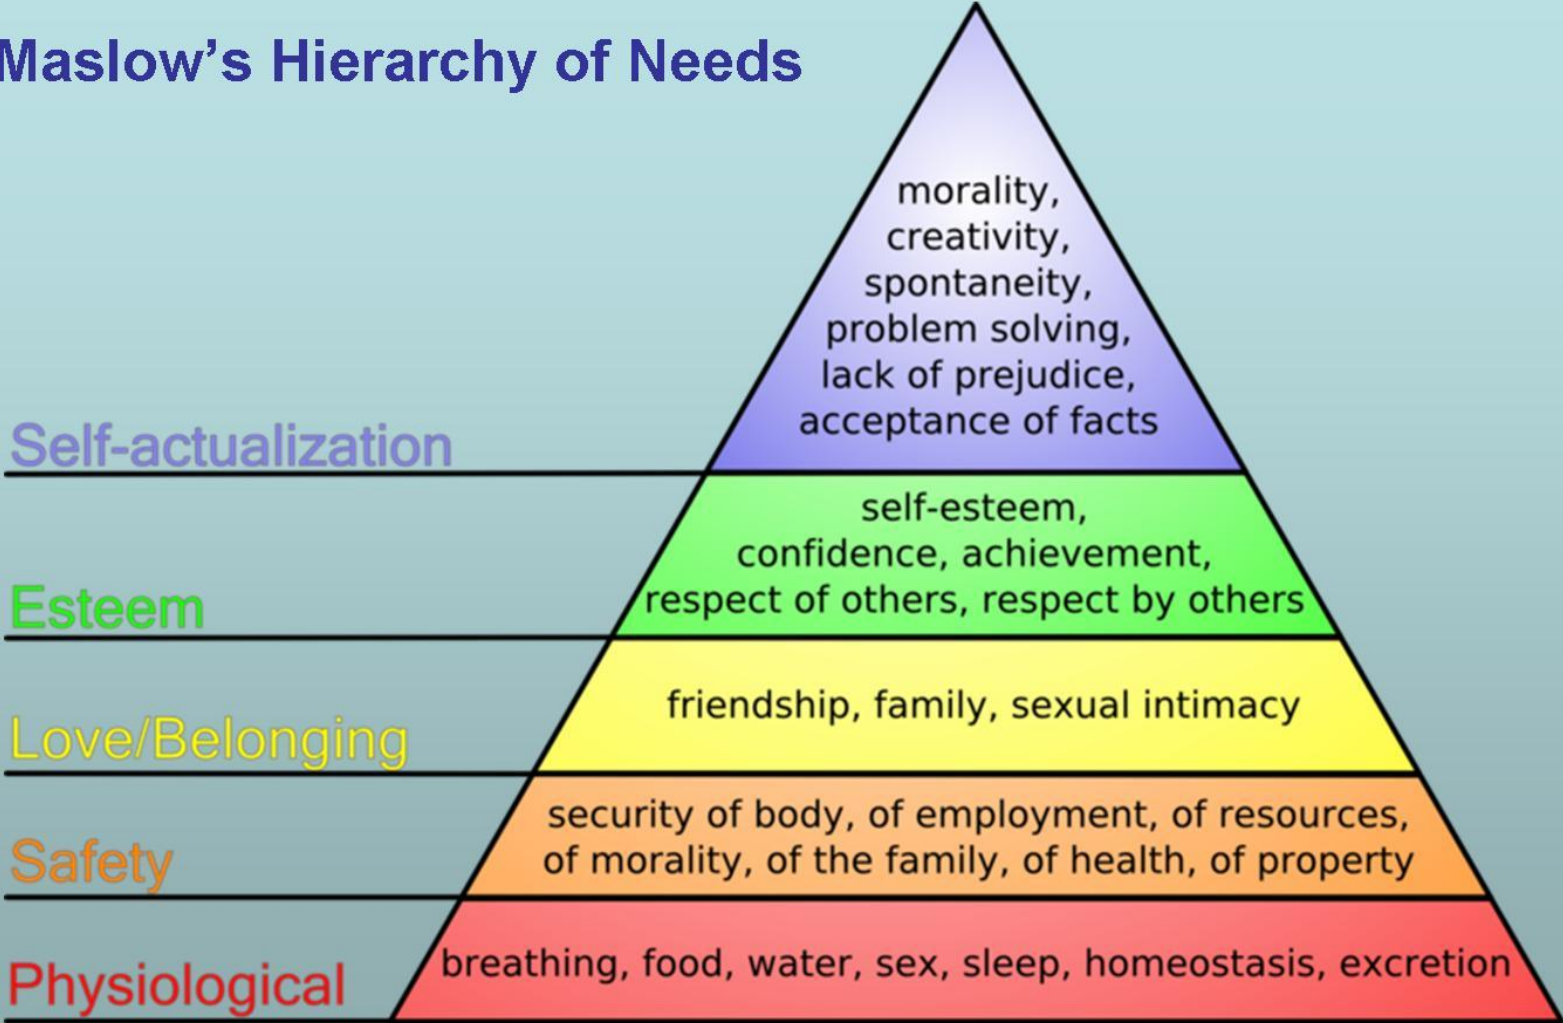 Maslow's Hierarchy of Needs
morality,
creativity,
spontaneity,
problem solving,
lack of prejudice,
acceptance of facts
Self-actualization
self-esteem,
confidence, achievement,
respect of others, respect by others
Esteem
friendship, family, sexual intimacy
Love/Belonging
security of body, of employment, of resources,
of morality, of the family, of health, of property
Safety
breathing, food, water, sex, sleep, homeostasis, excretion
Physiological